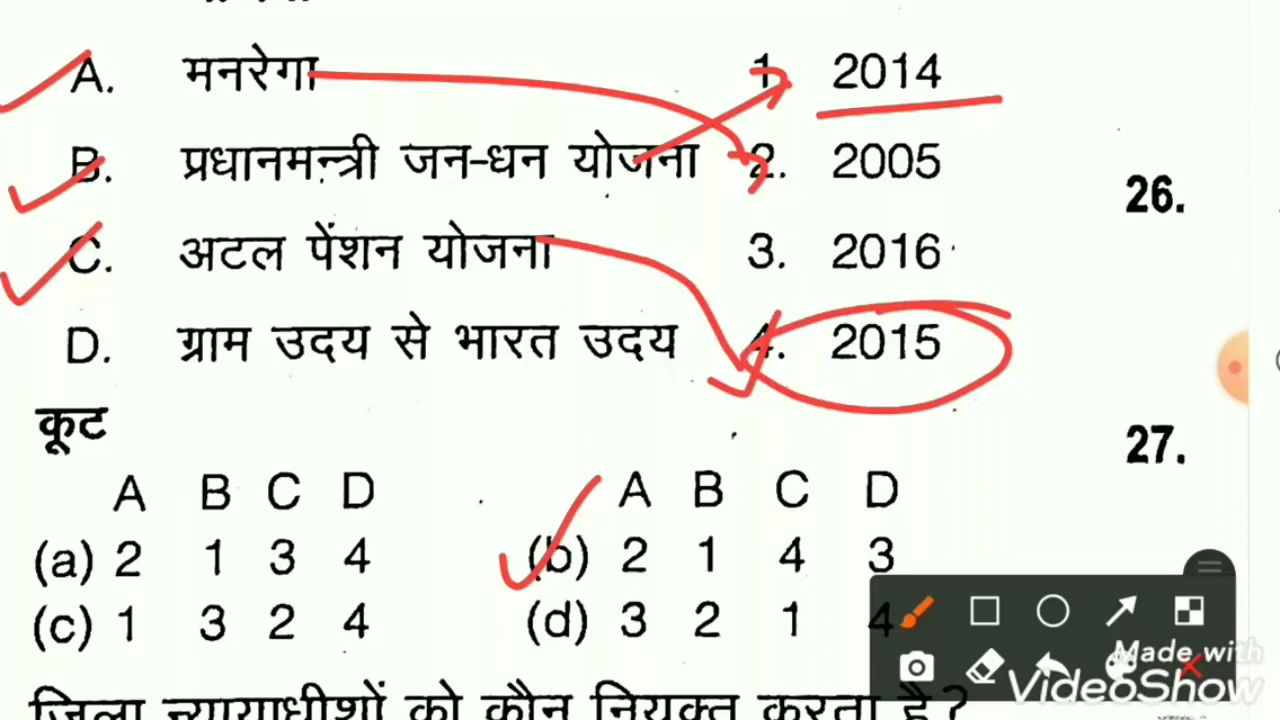 A. मनरेगा 1. 2014
B. प्रधानमन्त्री जन-धन योजना 2. 2005
26.
C. अटल पेंशन योजना 3. 2016
D. ग्राम उदय से भारत उदय 4. 2015
कूट
27.
A B C D A B C D
(a) 2 1 3 4 (b) 2 1 4 3
(c) 1 3 2 4 (d) 3 2 1 4
जिला न्यायाधीशों को कौन नियुक्त करता है?
Made with
VideoShow